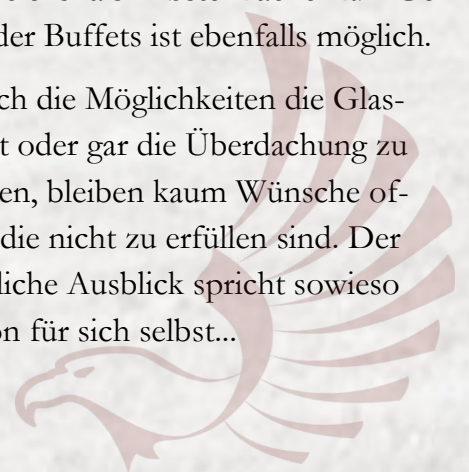 der Buffets ist ebenfalls möglich.
ch die Möglichkeiten die Glas-
t oder gar die Überdachung zu
en, bleiben kaum Wünsche of-
die nicht zu erfüllen sind. Der
liche Ausblick spricht sowieso
n für sich selbst...